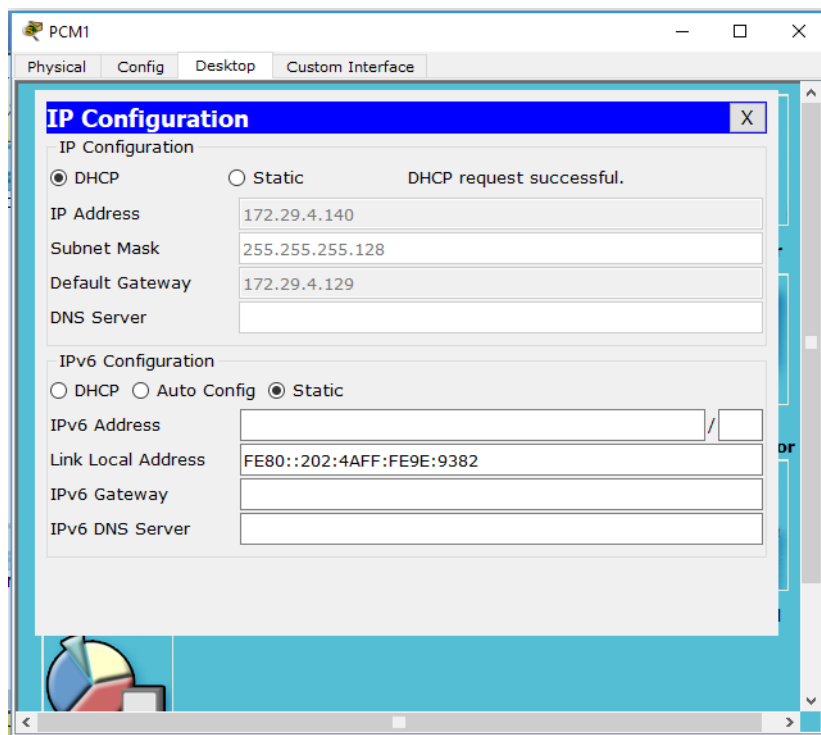 PCM1
Physical Config Desktop Custom Interface
IP Configuration X
IP Configuration
DHCP Static DHCP request successful.
IP Address 172.29.4.140
Subnet Mask 255.255.255.128
Default Gateway 172.29.4.129
DNS Server
IPv6 Configuration
DHCP Auto Config Static
IPv6 Address /
Link Local Address FE80::202:4AFF:FE9E:9382
IPv6 Gateway
IPv6 DNS Server
or